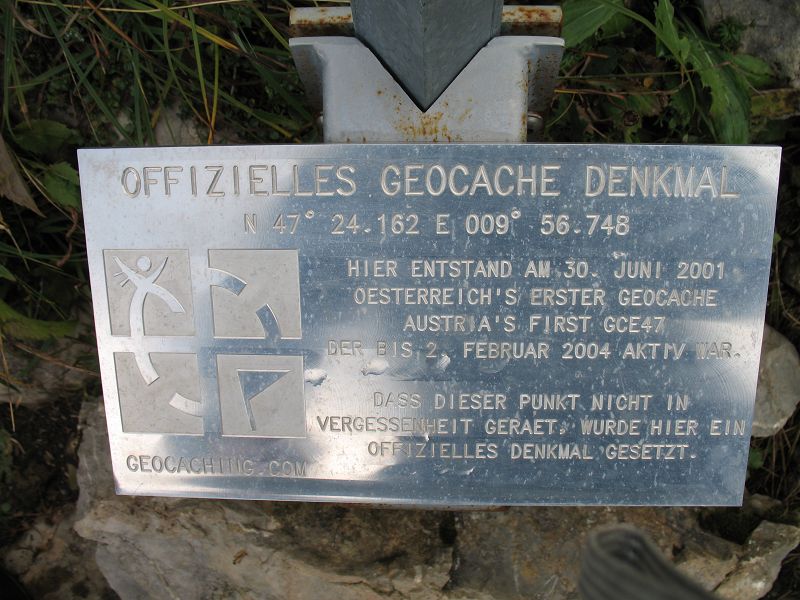 OFFIZIELLES GEOCACHE DENKMAL
N 47° 24.162 E 009° 56.748
HIER ENTSTAND AM 30. JUNI 2001
OESTERREICH'S ERSTER GEOCACHE
AUSTRIA'S FIRST GCE47
DER BIS 2. FEBRUAR 2004 AKTIV WAR.
DASS DIESER PUNKT NICHT IN
VERGESSENHEIT GERAET, WURDE HIER EIN
OFFIZIELLES DENKMAL GESETZT.
GEOCACHING.COM